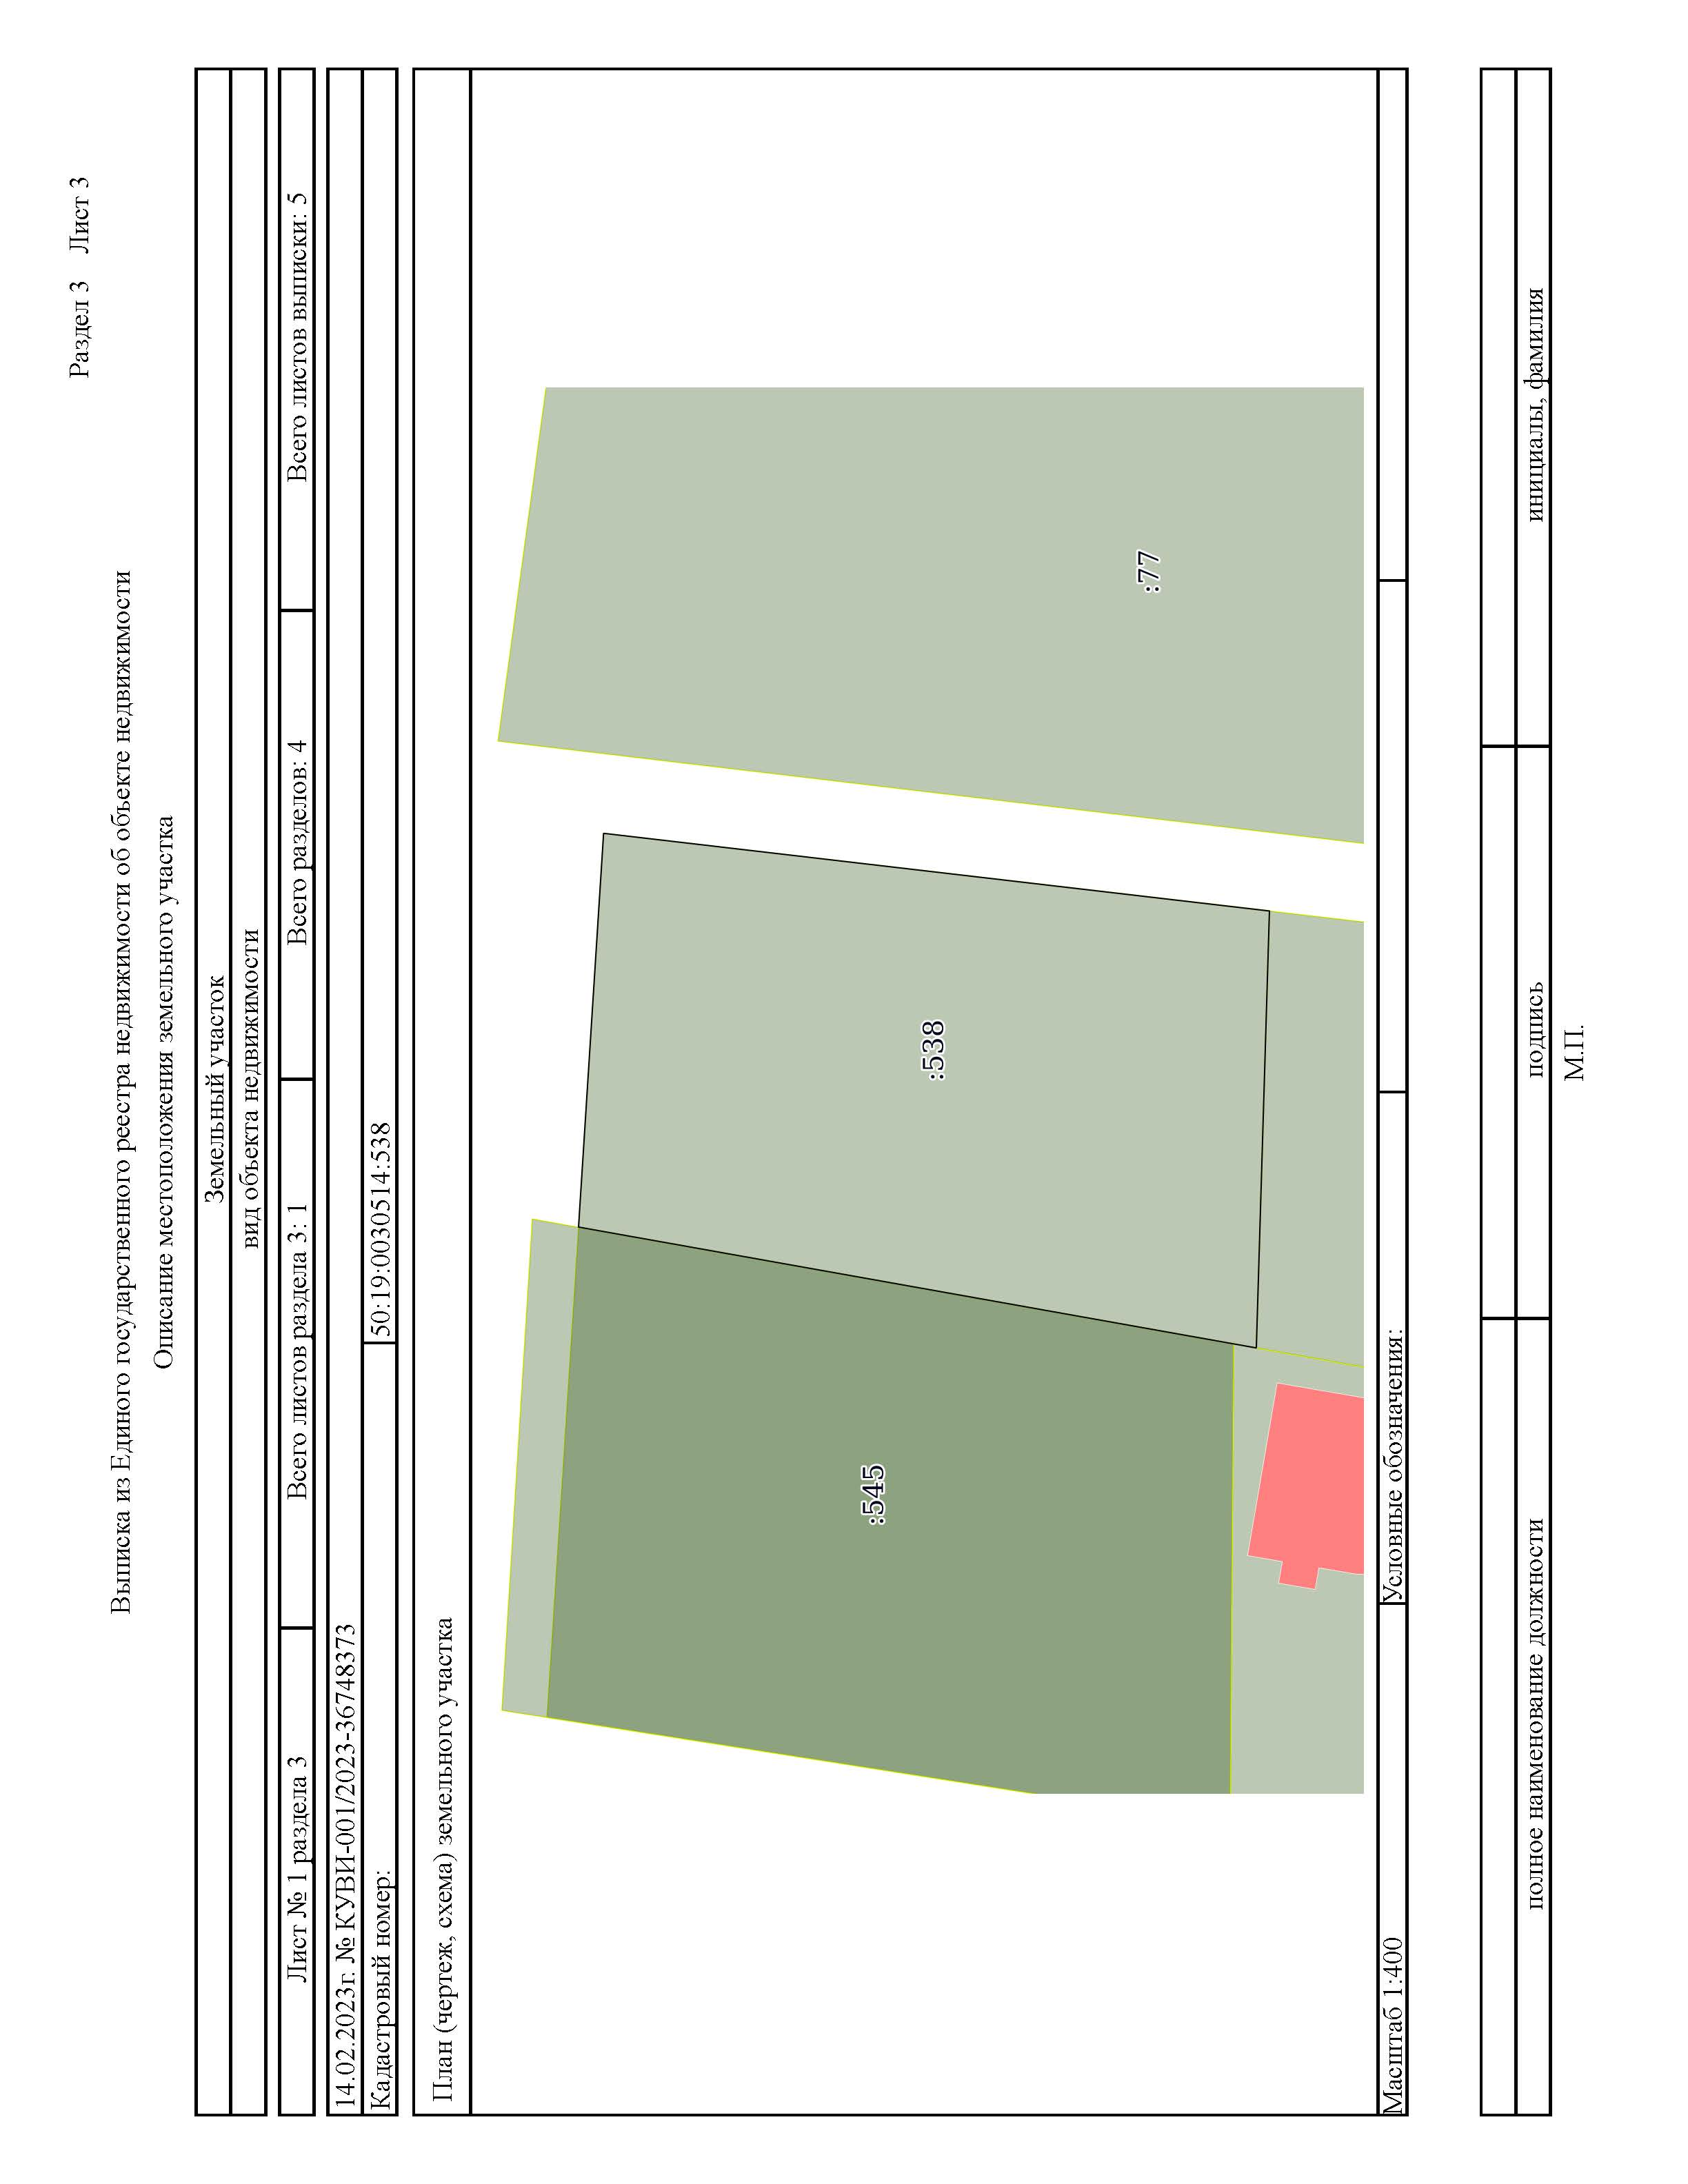 Раздел 3 Лист 3
Выписка из Единого государственного реестра недвижимости об объекте недвижимости
Описание местоположения земельного участка
Земельный участок
вид объекта недвижимости
Лист № 1 раздела 3 Всего листов раздела 3: 1 Всего разделов: 4 Всего листов выписки: 5
14.02.2023г. № КУВИ-001/2023-36748373
Кадастровый номер: 50:19:0030514:538
План (чертеж, схема) земельного участка
:545
:538
:77
Масштаб 1:400 Условные обозначения:
полное наименование должности подпись инициалы, фамилия
М.П.